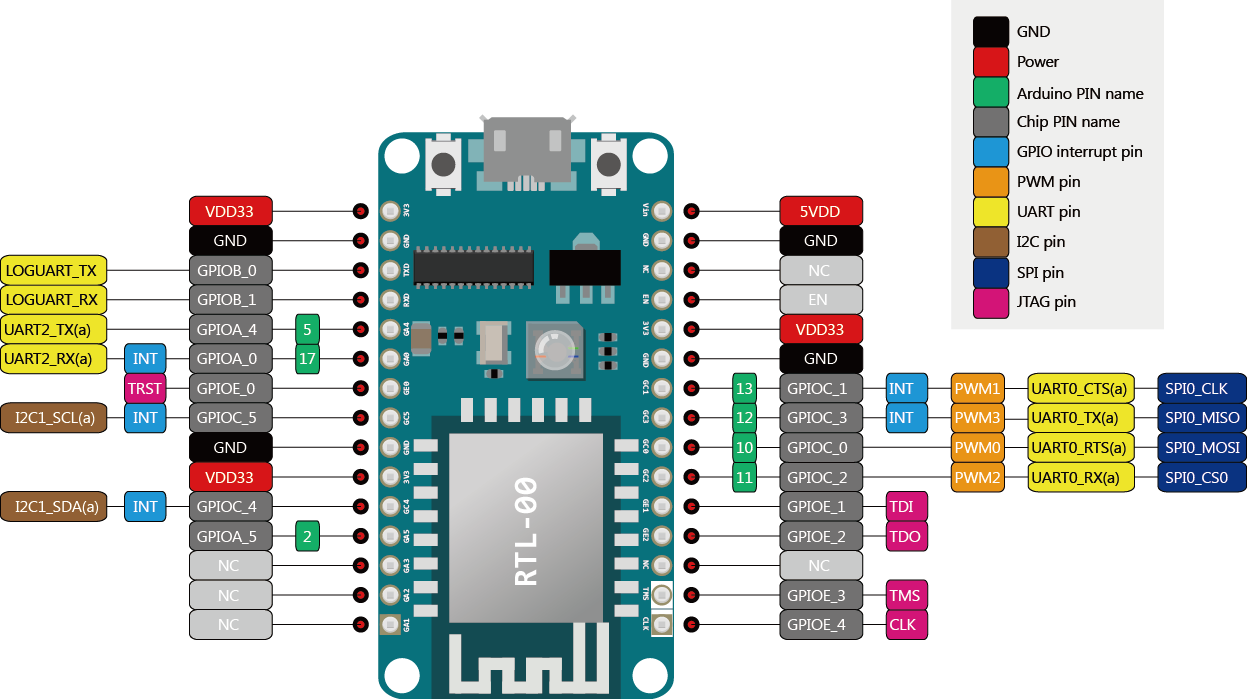 GND
Power
Arduino PIN name
Chip PIN name
GPIO interrupt pin
PWM pin
UART pin
I2C pin
SPI pin
JTAG pin
VDD33 3V3 Vin 5VDD
GND GND GND GND
LOGUART_TX GPIOB_0 TXD NC NC
LOGUART_RX GPIOB_1 RXD EN EN
UART2_TX(a) GPIOA_4 5 GA4 3V3 VDD33
UART2_RX(a) INT GPIOA_0 17 GA0 GND GND
TRST GPIOE_0 GE0 GC1 13 GPIOC_1 INT PWM1 UART0_CTS(a) SPI0_CLK
I2C1_SCL(a) INT GPIOC_5 GC5 GC3 12 GPIOC_3 INT PWM3 UART0_TX(a) SPI0_MISO
GND GND GC0 10 GPIOC_0 PWM0 UART0_RTS(a) SPI0_MOSI
VDD33 3V3 GC2 11 GPIOC_2 PWM2 UART0_RX(a) SPI0_CS0
I2C1_SDA(a) INT GPIOC_4 GC4 GE1 GPIOE_1 TDI
GPIOA_5 2 GA5 GE2 GPIOE_2 TDO
NC GA3 NC NC
NC GA2 TMS GPIOE_3 TMS
NC GA1 CLK GPIOE_4 CLK
RTL-00